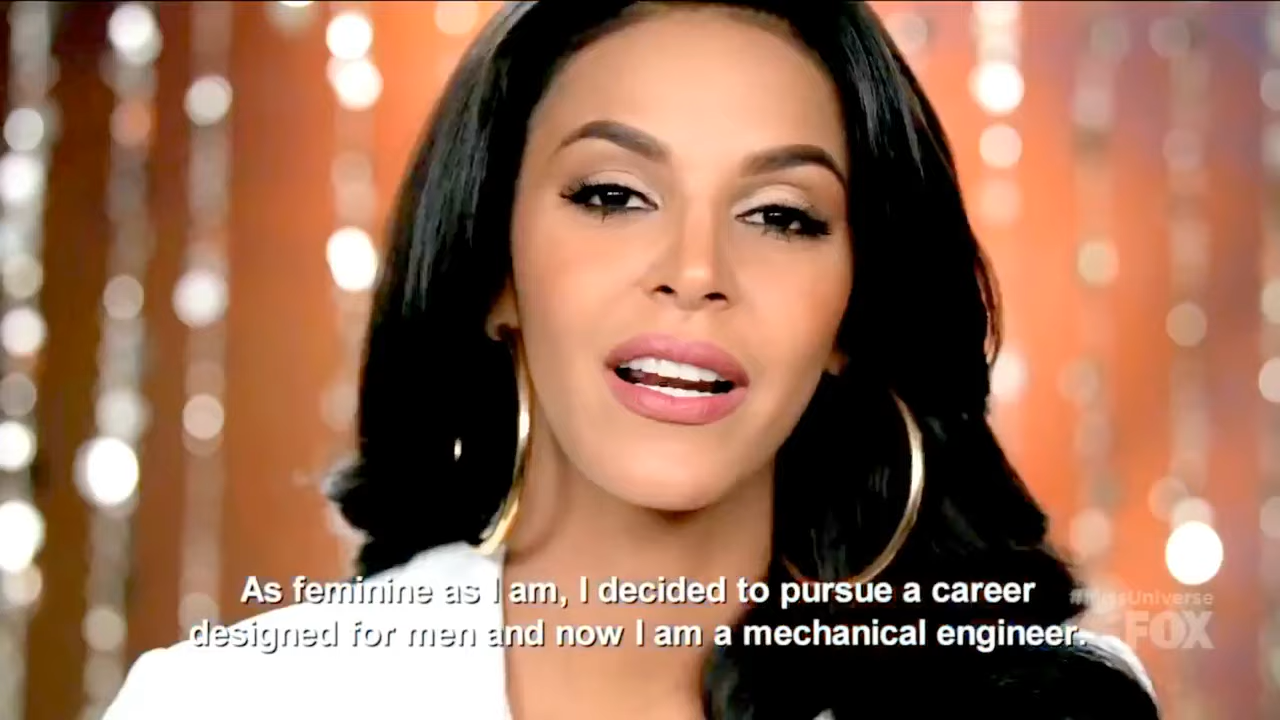 As feminine as I am, I decided to pursue a career
designed for men and now I am a mechanical engineer.
#MissUniverse
FOX